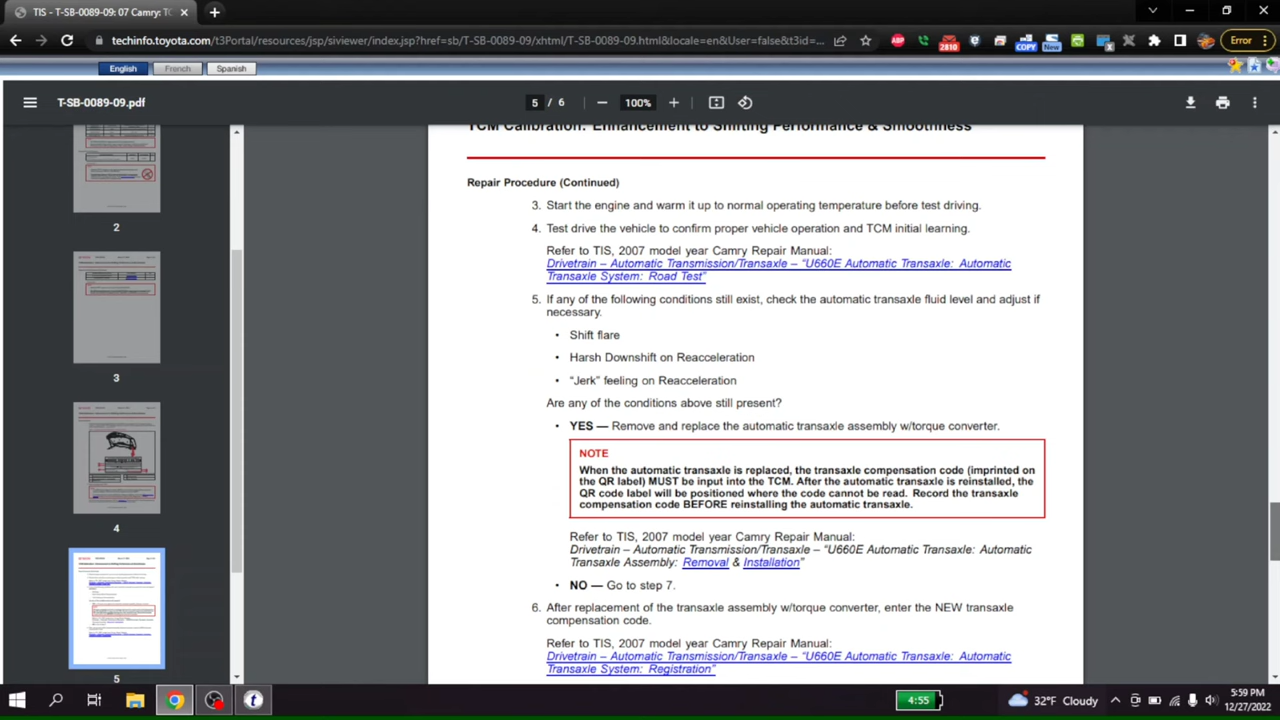 TIS - T-SB-0089-09: 07 Camry: TC
techinfo.toyota.com/t3Portal/resources/jsp/siviewer/index.jsp?href=sb/T-SB-0089-09/xhtml/T-SB-0089-09.html&locale=en&User=false&t3id=...
ABP
2810
COPY
New
Error
English
French
Spanish
T-SB-0089-09.pdf
5 / 6
100%
TCM Calibration: Enhancement to Shifting Performance & Smoothness
Repair Procedure (Continued)
3. Start the engine and warm it up to normal operating temperature before test driving.
4. Test drive the vehicle to confirm proper vehicle operation and TCM initial learning.
Refer to TIS, 2007 model year Camry Repair Manual:
Drivetrain – Automatic Transmission/Transaxle – "U660E Automatic Transaxle: Automatic
Transaxle System: Road Test"
5. If any of the following conditions still exist, check the automatic transaxle fluid level and adjust if
necessary.
• Shift flare
• Harsh Downshift on Reacceleration
• "Jerk" feeling on Reacceleration
Are any of the conditions above still present?
• YES — Remove and replace the automatic transaxle assembly w/torque converter.
NOTE
When the automatic transaxle is replaced, the transaxle compensation code (imprinted on
the QR label) MUST be input into the TCM. After the automatic transaxle is reinstalled, the
QR code label will be positioned where the code cannot be read. Record the transaxle
compensation code BEFORE reinstalling the automatic transaxle.
Refer to TIS, 2007 model year Camry Repair Manual:
Drivetrain – Automatic Transmission/Transaxle – "U660E Automatic Transaxle: Automatic
Transaxle Assembly: Removal & Installation"
NO — Go to step 7.
After replacement of the transaxle assembly w/torque converter, enter the NEW transaxle
compensation code.
Refer to TIS, 2007 model year Camry Repair Manual:
Drivetrain – Automatic Transmission/Transaxle – "U660E Automatic Transaxle: Automatic
Transaxle System: Registration"
2
3
4
5
4:55
32°F Cloudy
5:59 PM
12/27/2022